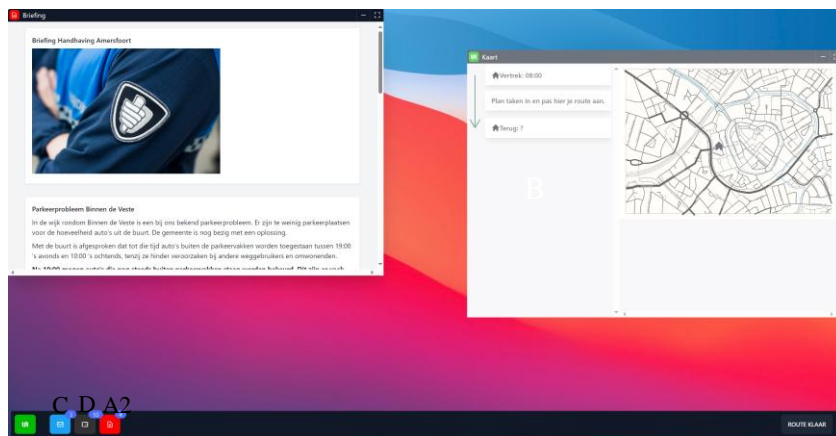 Briefing
Briefing Handhaving Amersfoort
Parkeerprobleem Binnen de Veste
In de wijk rondom Binnen de Veste is een bij ons bekend parkeerprobleem. Er zijn te weinig parkeerplaatsen
voor de hoeveelheid auto's uit de buurt. De gemeente is nog bezig met een oplossing.
Met de buurt is afgesproken dat tot die tijd auto's buiten de parkeervakken worden toegestaan tussen 19:00
's avonds en 10:00 's ochtends, tenzij ze hinder veroorzaken bij andere weggebruikers en omwonenden.
Kaart
Vertrek: 08:00
Plan taken in en pas hier je route aan.
Terug: ?
B
C D A2
ROUTE KLAAR